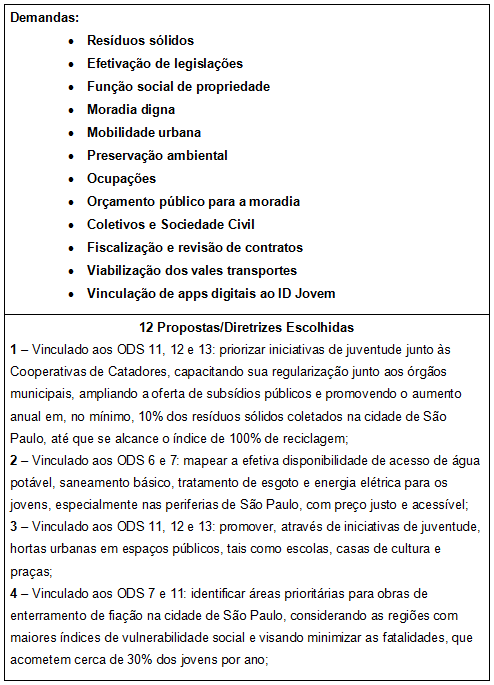 Demandas:
• Resíduos sólidos
• Efetivação de legislações
• Função social de propriedade
• Moradia digna
• Mobilidade urbana
• Preservação ambiental
• Ocupações
• Orçamento público para a moradia
• Coletivos e Sociedade Civil
• Fiscalização e revisão de contratos
• Viabilização dos vales transportes
• Vinculação de apps digitais ao ID Jovem
12 Propostas/Diretrizes Escolhidas
1 – Vinculado aos ODS 11, 12 e 13: priorizar iniciativas de juventude junto às
Cooperativas de Catadores, capacitando sua regularização junto aos órgãos
municipais, ampliando a oferta de subsídios públicos e promovendo o aumento
anual em, no mínimo, 10% dos resíduos sólidos coletados na cidade de São
Paulo, até que se alcance o índice de 100% de reciclagem;
2 – Vinculado aos ODS 6 e 7: mapear a efetiva disponibilidade de acesso de água
potável, saneamento básico, tratamento de esgoto e energia elétrica para os
jovens, especialmente nas periferias de São Paulo, com preço justo e acessível;
3 – Vinculado aos ODS 11, 12 e 13: promover, através de iniciativas de juventude,
hortas urbanas em espaços públicos, tais como escolas, casas de cultura e
praças;
4 – Vinculado aos ODS 7 e 11: identificar áreas prioritárias para obras de
enterramento de fiação na cidade de São Paulo, considerando as regiões com
maiores índices de vulnerabilidade social e visando minimizar as fatalidades, que
acometem cerca de 30% dos jovens por ano;